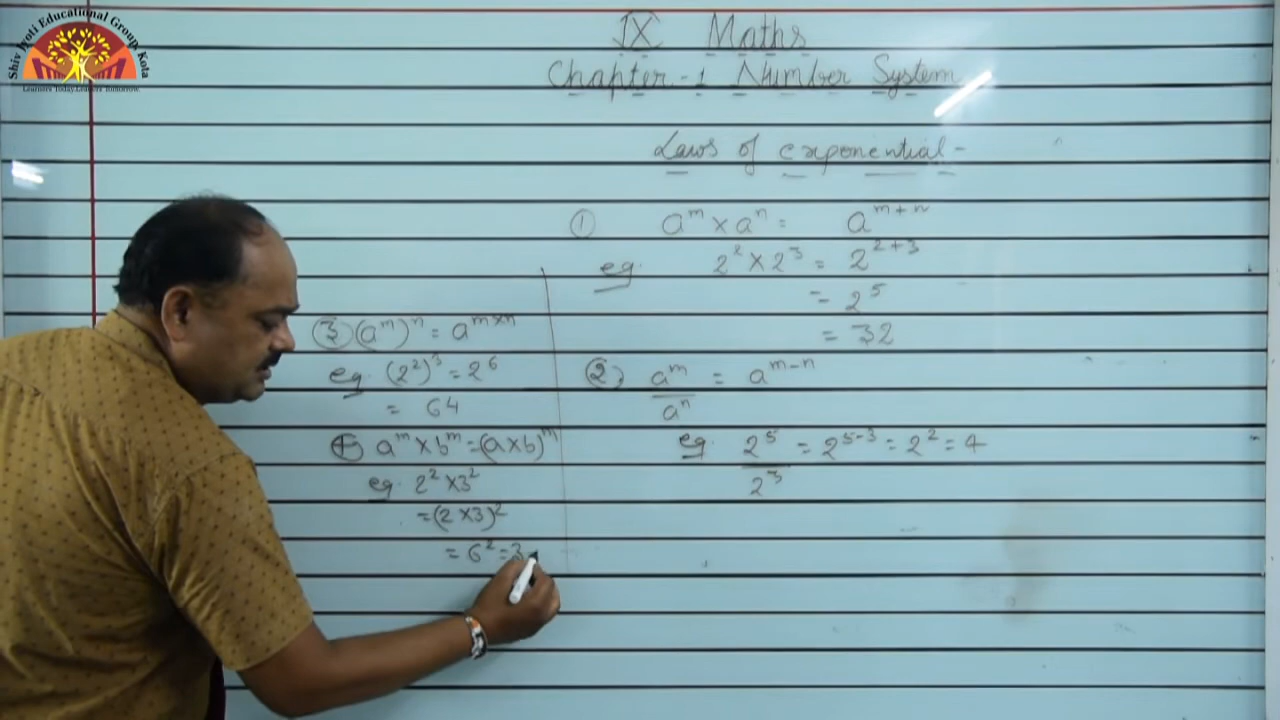 Shiv Jyoti Educational Group, Kota
Learners Today, Leaders Tomorrow.
IX Maths
Chapter-1 Number System
Laws of exponential-
① aᵐ × aⁿ = aᵐ⁺ⁿ
eg. 2² × 2³ = 2²⁺³
= 2⁵
= 32
②) aᵐ/aⁿ = aᵐ⁻ⁿ
eg. 2⁵/2³ = 2⁵⁻³ = 2² = 4
③ (aᵐ)ⁿ = aᵐˣⁿ
eg. (2²)³ = 2⁶
= 64
④ aᵐ × bᵐ = (a × b)ᵐ
eg. 2² × 3²
= (2 × 3)²
= 6² = 3